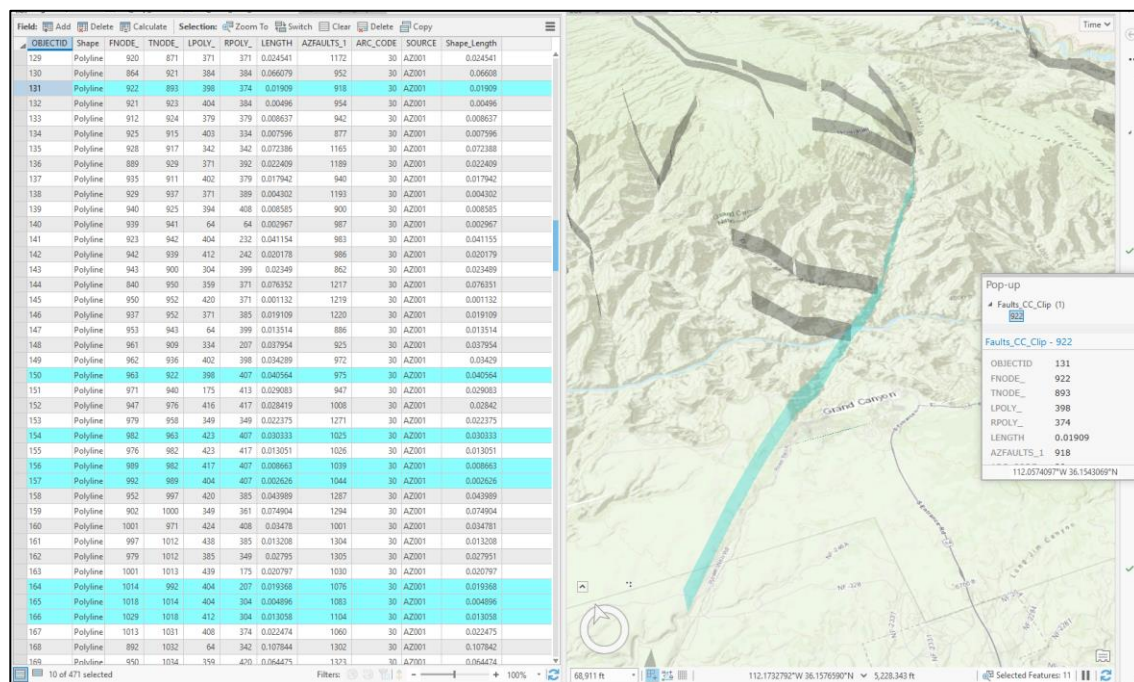 Field: Add Delete Calculate Selection: Zoom To Switch Clear Delete Copy
OBJECTID Shape FNODE_ TNODE_ LPOLY_ RPOLY_ LENGTH AZFAULTS_1 ARC_CODE SOURCE Shape_Length
129 Polyline 920 871 371 371 0.024541 1172 30 AZ001 0.024541
130 Polyline 864 921 384 384 0.066079 952 30 AZ001 0.06608
131 Polyline 922 893 398 374 0.01909 918 30 AZ001 0.01909
132 Polyline 921 923 404 384 0.00496 954 30 AZ001 0.00496
133 Polyline 912 924 379 379 0.008637 942 30 AZ001 0.008637
134 Polyline 925 915 403 334 0.007596 877 30 AZ001 0.007596
135 Polyline 928 917 342 342 0.072386 1165 30 AZ001 0.072388
136 Polyline 889 929 371 392 0.022409 1189 30 AZ001 0.022409
137 Polyline 935 911 402 379 0.017942 940 30 AZ001 0.017942
138 Polyline 929 937 371 389 0.004302 1193 30 AZ001 0.004302
139 Polyline 940 925 394 408 0.008585 900 30 AZ001 0.008585
140 Polyline 939 941 64 64 0.002967 987 30 AZ001 0.002967
141 Polyline 923 942 404 232 0.041154 983 30 AZ001 0.041155
142 Polyline 942 939 412 242 0.020178 986 30 AZ001 0.020179
143 Polyline 943 900 304 399 0.02349 862 30 AZ001 0.023489
144 Polyline 840 950 359 371 0.076352 1217 30 AZ001 0.076351
145 Polyline 950 952 420 371 0.001132 1219 30 AZ001 0.001132
146 Polyline 937 952 371 385 0.019109 1220 30 AZ001 0.019109
147 Polyline 953 943 64 399 0.013514 886 30 AZ001 0.013514
148 Polyline 961 909 334 207 0.037954 925 30 AZ001 0.037954
149 Polyline 962 936 402 398 0.034289 972 30 AZ001 0.03429
150 Polyline 963 922 398 407 0.040564 975 30 AZ001 0.040564
151 Polyline 971 940 175 413 0.029083 947 30 AZ001 0.029083
152 Polyline 947 976 416 417 0.028419 1008 30 AZ001 0.02842
153 Polyline 979 958 349 349 0.022375 1271 30 AZ001 0.022375
154 Polyline 982 963 423 407 0.030333 1025 30 AZ001 0.030333
155 Polyline 976 982 423 417 0.013051 1026 30 AZ001 0.013051
156 Polyline 989 982 417 407 0.008663 1039 30 AZ001 0.008663
157 Polyline 992 989 404 407 0.002626 1044 30 AZ001 0.002626
158 Polyline 952 997 420 385 0.043989 1287 30 AZ001 0.043989
159 Polyline 902 1000 349 361 0.074904 1294 30 AZ001 0.074904
160 Polyline 1001 971 424 408 0.03478 1001 30 AZ001 0.034781
161 Polyline 997 1012 438 385 0.013208 1304 30 AZ001 0.013208
162 Polyline 979 1012 385 349 0.02795 1305 30 AZ001 0.027951
163 Polyline 1001 1013 439 175 0.020797 1030 30 AZ001 0.020797
164 Polyline 1014 992 404 207 0.019368 1076 30 AZ001 0.019368
165 Polyline 1018 1014 404 304 0.004896 1083 30 AZ001 0.004896
166 Polyline 1029 1018 412 304 0.013058 1104 30 AZ001 0.013058
167 Polyline 1013 1031 408 374 0.022474 1060 30 AZ001 0.022475
168 Polyline 892 1032 64 342 0.107844 1302 30 AZ001 0.107842
169 Polyline 950 1034 359 420 0.064475 1323 30 AZ001 0.064474
10 of 471 selected Filters: 100%
Time
Grand Canyon
Pop-up
Faults_CC_Clip (1)
922
Faults_CC_Clip - 922
OBJECTID 131
FNODE_ 922
TNODE_ 893
LPOLY_ 398
RPOLY_ 374
LENGTH 0.01909
AZFAULTS_1 918
112.0574097°W 36.1543069°N
68,911 ft 112.1732792°W 36.1576590°N 5,228.343 ft Selected Features: 11